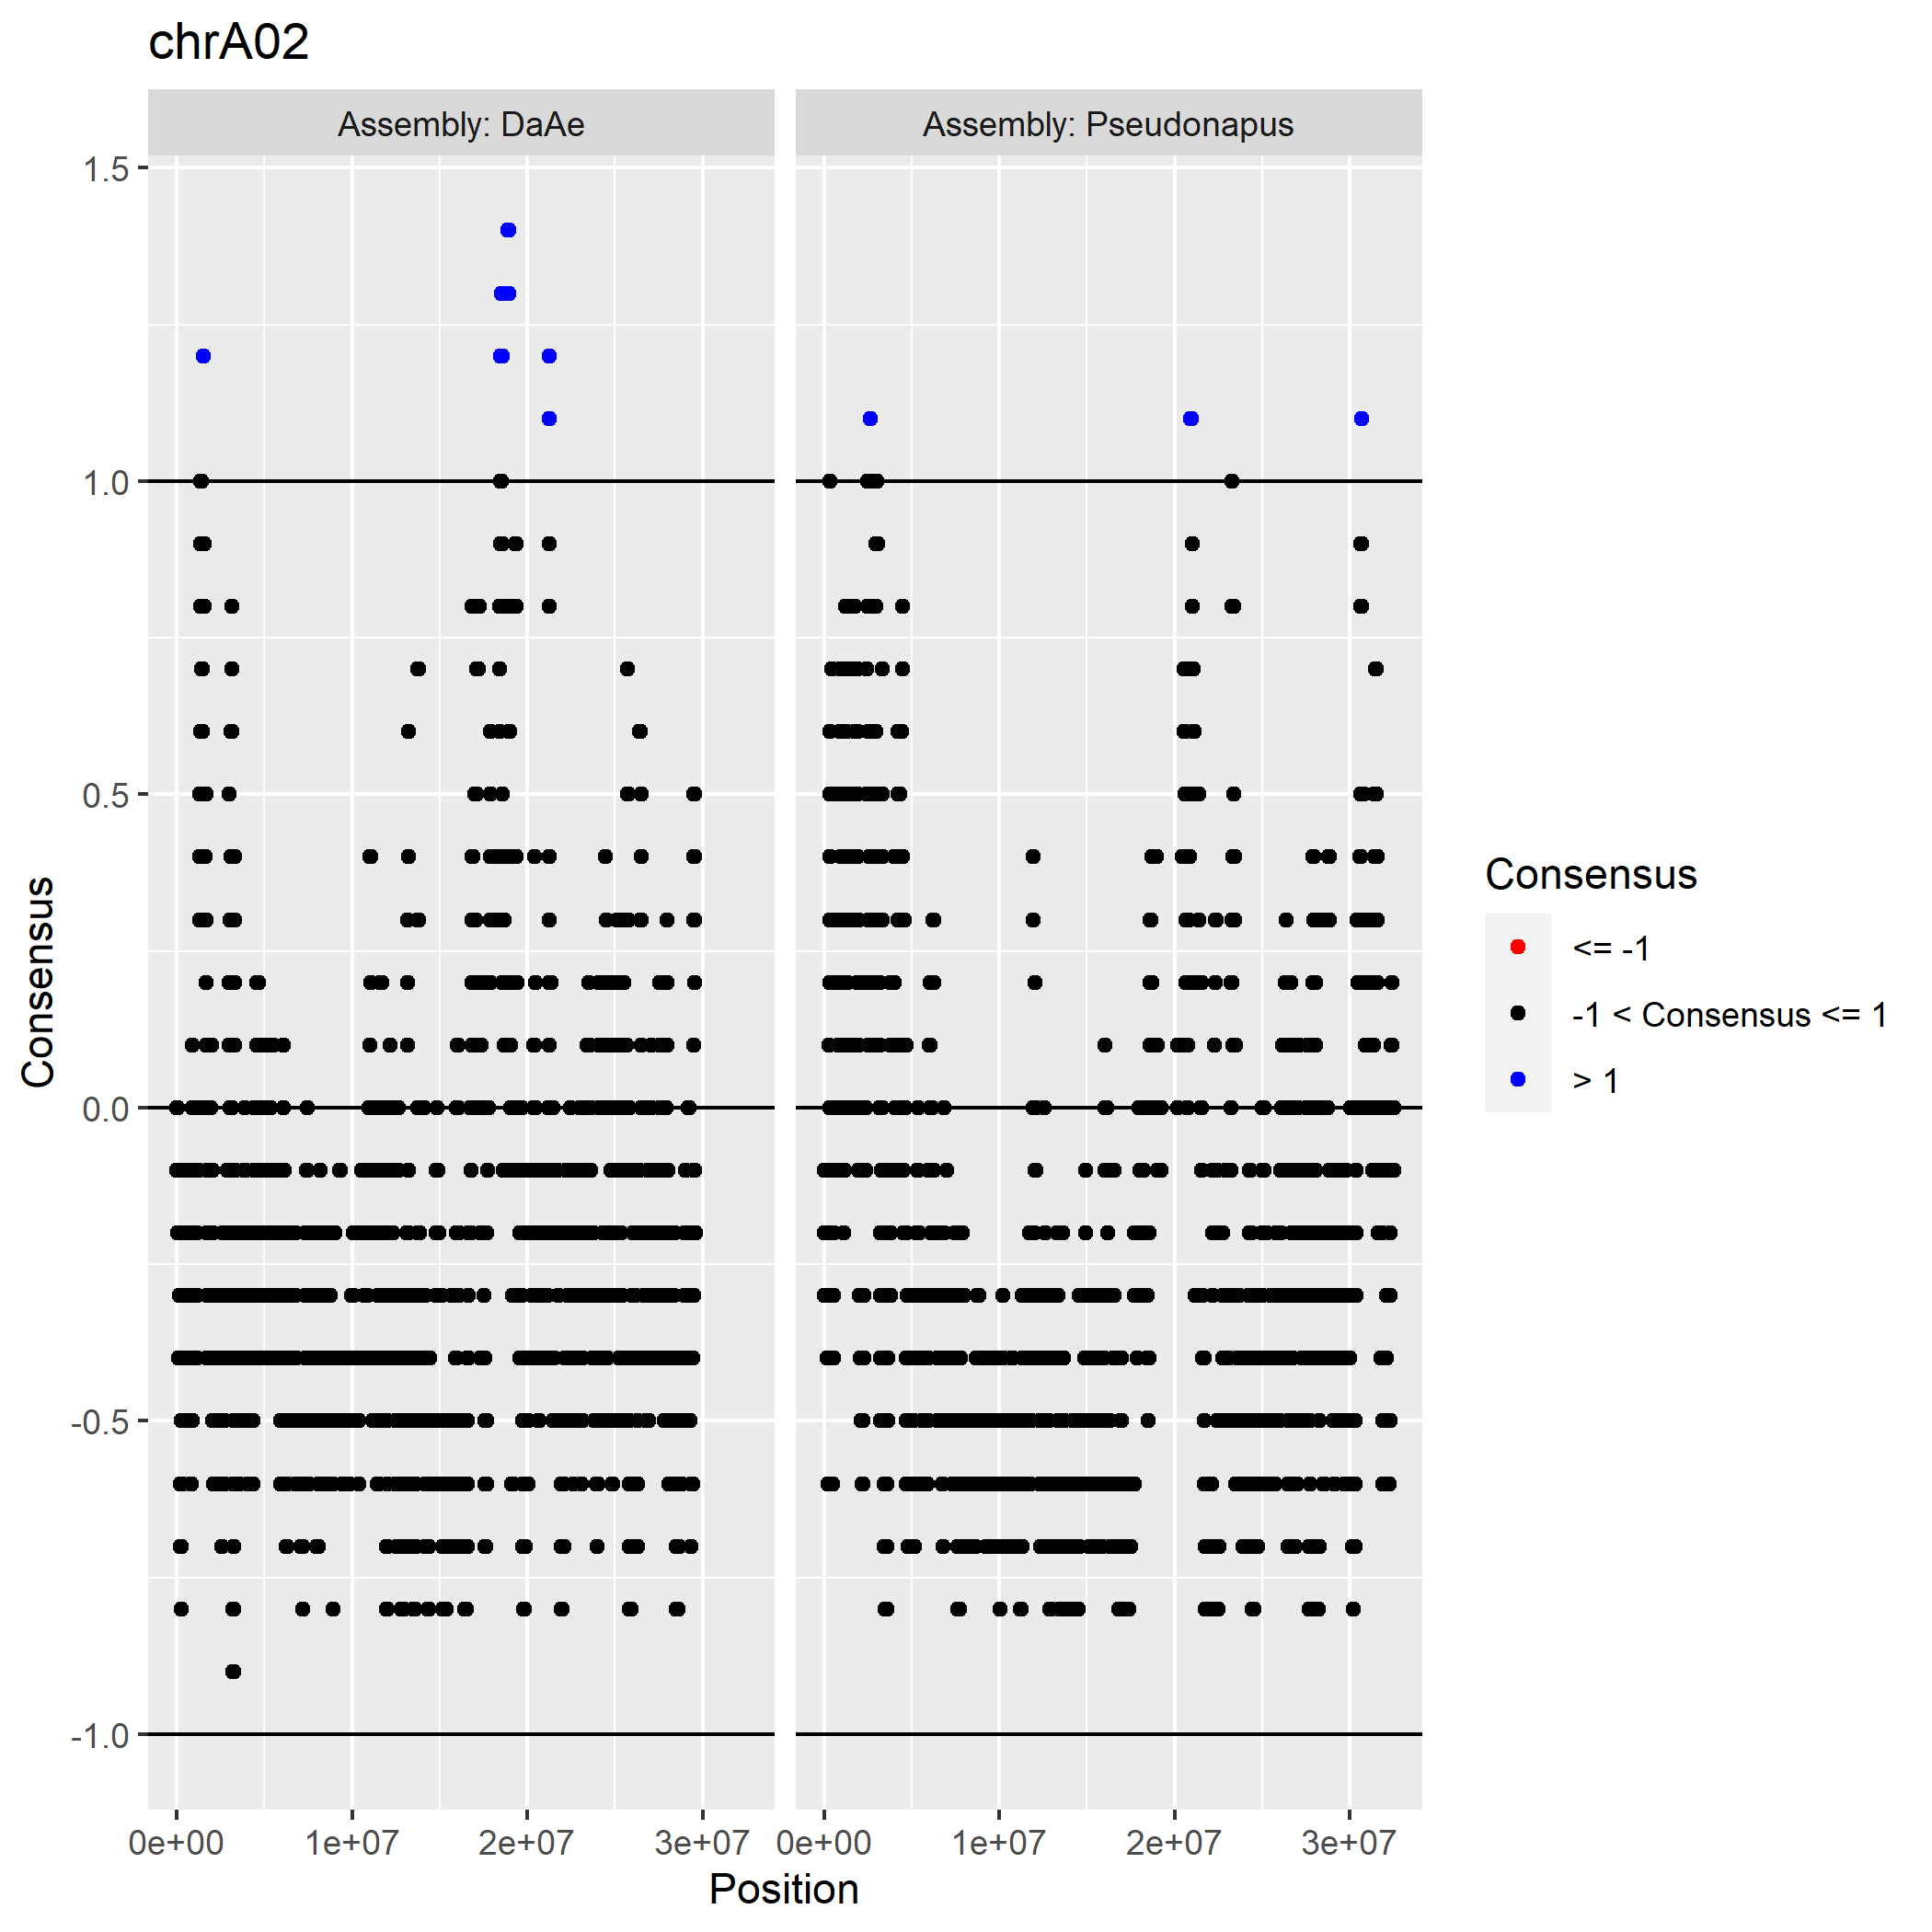 chrA02
Assembly: DaAe
Assembly: Pseudonapus
1.5
1.0
0.5
0.0
-0.5
-1.0
Consensus
0e+00 1e+07 2e+07 3e+07 0e+00 1e+07 2e+07 3e+07
Position
Consensus
<= -1
-1 < Consensus <= 1
> 1